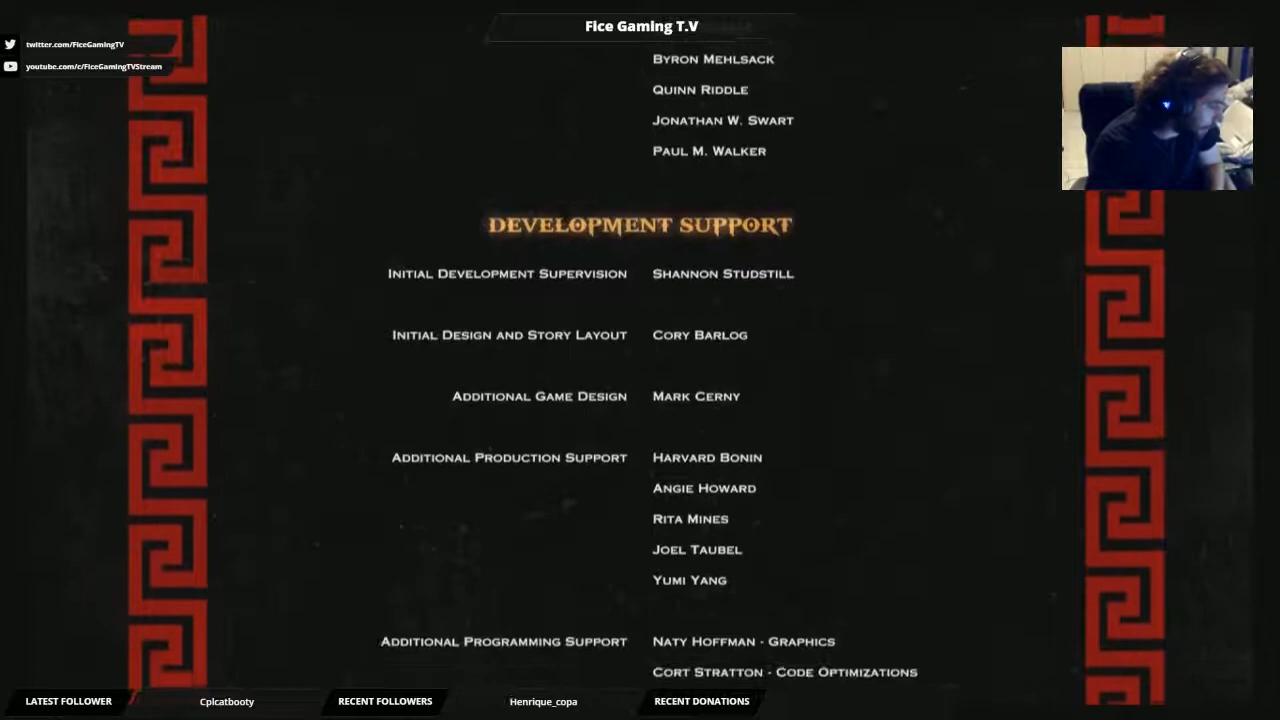 Fice Gaming T.V
twitter.com/FiceGamingTV
youtube.com/c/FiceGamingTVStream
Byron Mehlsack
Quinn Riddle
Jonathan W. Swart
Paul M. Walker
Development Support
Initial Development Supervision Shannon Studstill
Initial Design and Story Layout Cory Barlog
Additional Game Design Mark Cerny
Additional Production Support Harvard Bonin
Angie Howard
Rita Mines
Joel Taubel
Yumi Yang
Additional Programming Support Naty Hoffman - Graphics
Cort Stratton - Code Optimizations
LATEST FOLLOWER Cplcatbooty RECENT FOLLOWERS Henrique_copa RECENT DONATIONS